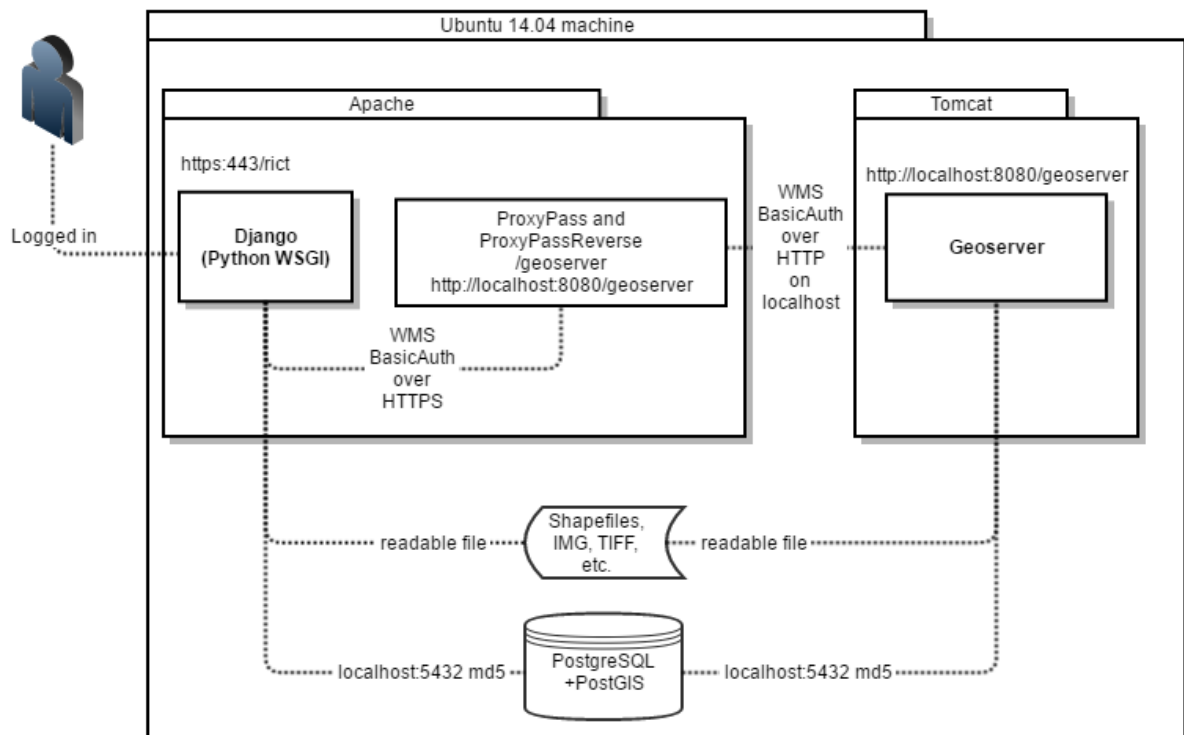 Ubuntu 14.04 machine
Apache
Tomcat
https:443/rict
http://localhost:8080/geoserver
Logged in
Django
(Python WSGI)
ProxyPass and
ProxyPassReverse
/geoserver
http://localhost:8080/geoserver
WMS
BasicAuth
over
HTTP
on
localhost
Geoserver
WMS
BasicAuth
over
HTTPS
readable file
Shapefiles,
IMG, TIFF,
etc.
readable file
localhost:5432 md5
PostgreSQL
+PostGIS
localhost:5432 md5